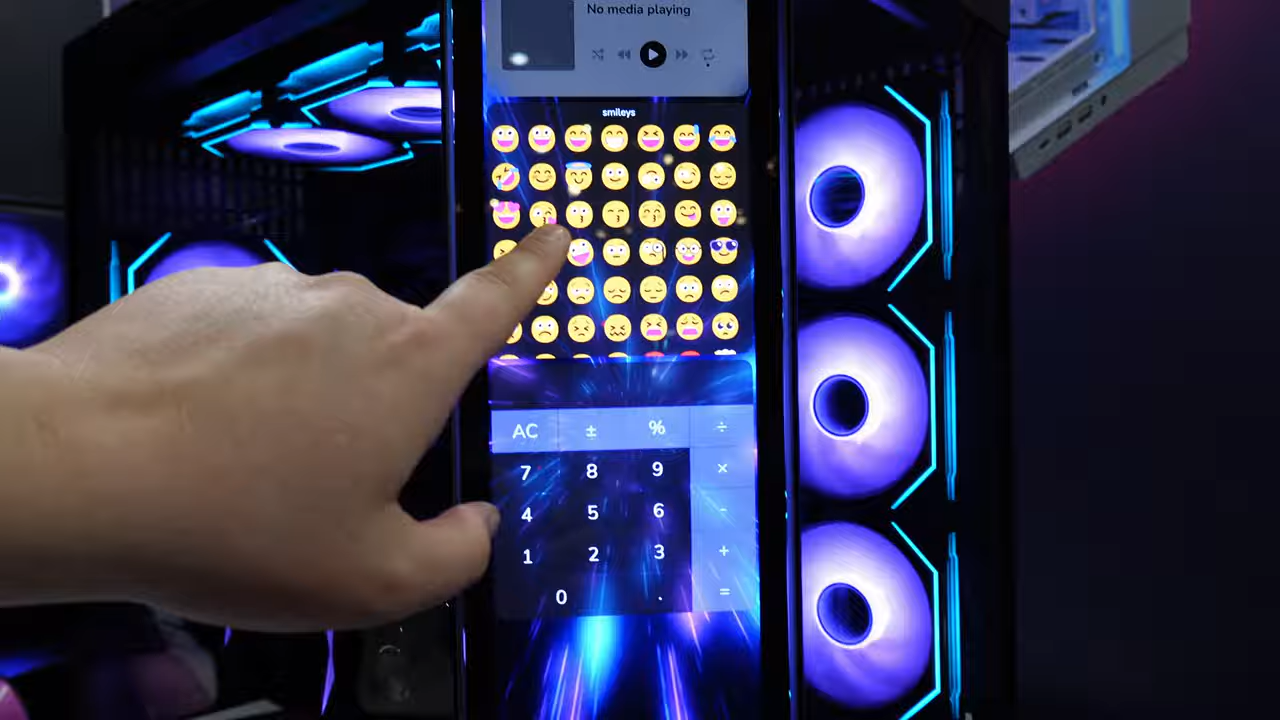 No media playing
smileys
AC ± % ÷
7 8 9 ×
4 5 6 -
1 2 3 +
0 . =